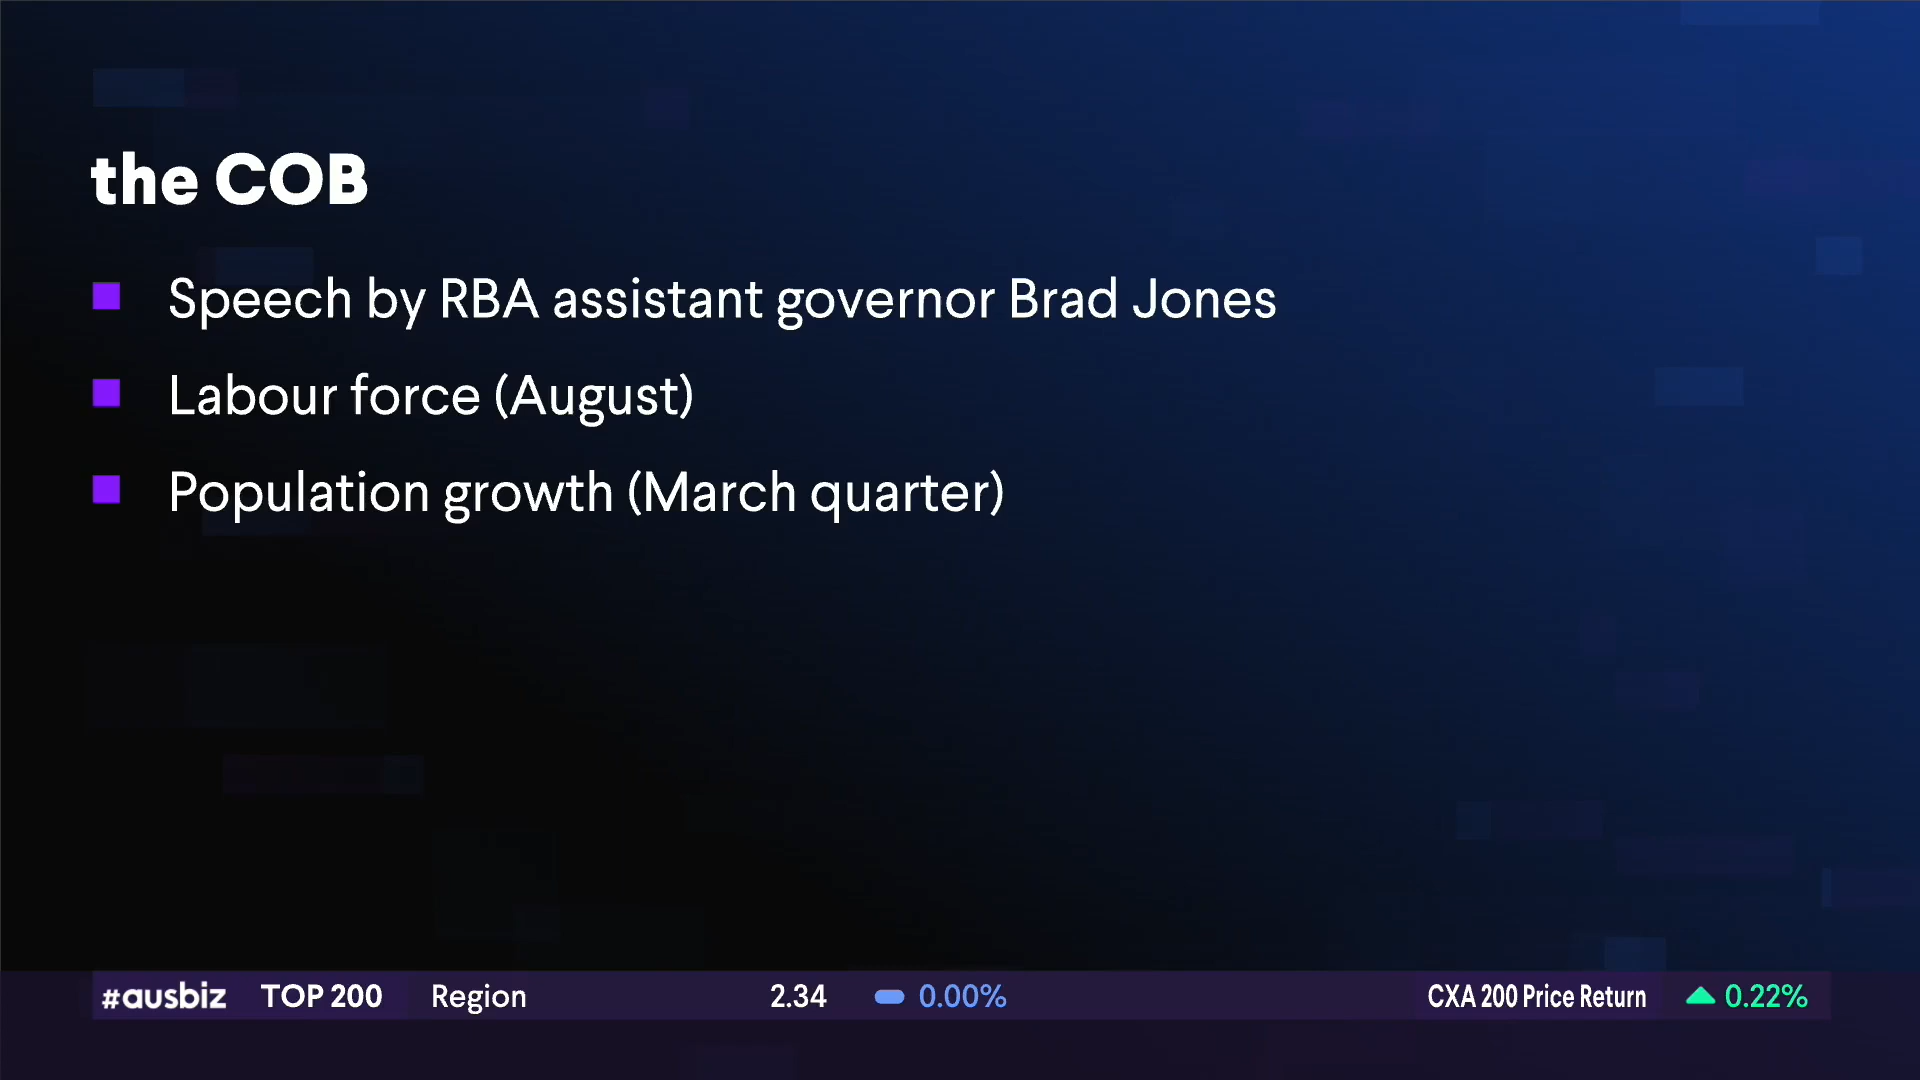 the COB
Speech by RBA assistant governor Brad Jones
Labour force (August)
Population growth (March quarter)
#ausbiz TOP 200 Region 2.34 0.00% CXA 200 Price Return 0.22%